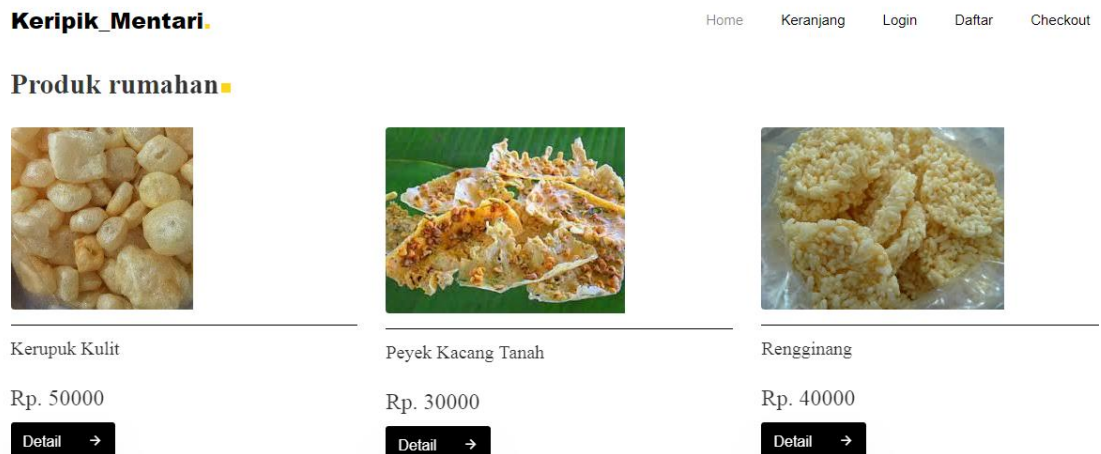 Keripik_Mentari.
Home Keranjang Login Daftar Checkout
Produk rumahan
Kerupuk Kulit
Rp. 50000
Detail →
Peyek Kacang Tanah
Rp. 30000
Detail →
Rengginang
Rp. 40000
Detail →